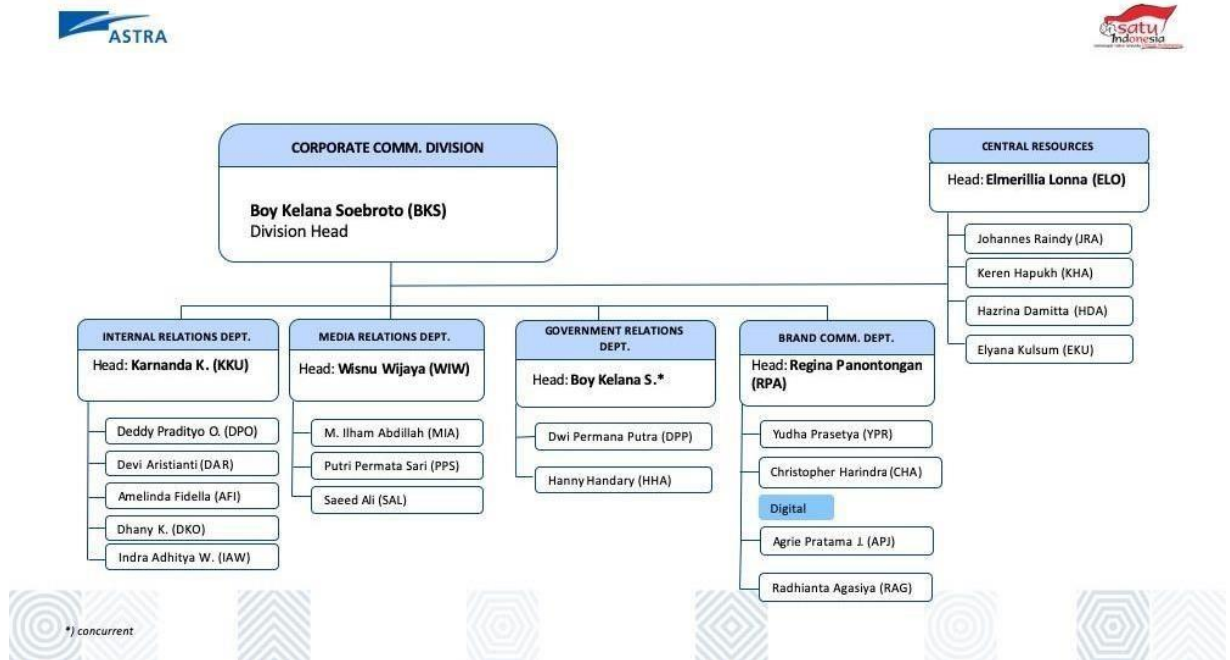 ASTRA
satu
Indonesia
CORPORATE COMM. DIVISION
Boy Kelana Soebroto (BKS)
Division Head
CENTRAL RESOURCES
Head: Elmerillia Lonna (ELO)
Johannes Raindy (JRA)
Keren Hapukh (KHA)
Hazrina Damitta (HDA)
Elyana Kulsum (EKU)
INTERNAL RELATIONS DEPT.
Head: Karnanda K. (KKU)
Deddy Pradityo O. (DPO)
Devi Aristianti (DAR)
Amelinda Fidella (AFI)
Dhany K. (DKO)
Indra Adhitya W. (IAW)
MEDIA RELATIONS DEPT.
Head: Wisnu Wijaya (WIW)
M. Ilham Abdillah (MIA)
Putri Permata Sari (PPS)
Saeed Ali (SAL)
GOVERNMENT RELATIONS
DEPT.
Head: Boy Kelana S.*
Dwi Permana Putra (DPP)
Hanny Handary (HHA)
BRAND COMM. DEPT.
Head: Regina Panontongan
(RPA)
Yudha Prasetya (YPR)
Christopher Harindra (CHA)
Digital
Agrie Pratama J. (APJ)
Radhianta Agasiya (RAG)
*) concurrent